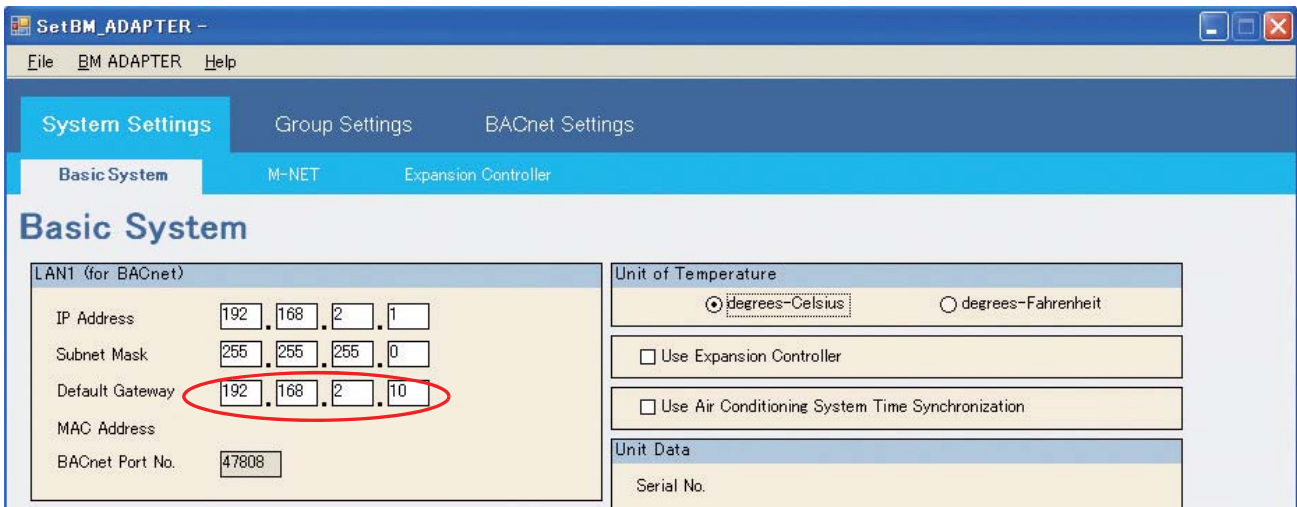 SetBM_ADAPTER -
File BM ADAPTER Help
System Settings Group Settings BACnet Settings
Basic System M-NET Expansion Controller
Basic System
LAN1 (for BACnet)
IP Address 192 . 168 . 2 . 1
Subnet Mask 255 . 255 . 255 . 0
Default Gateway 192 . 168 . 2 . 10
MAC Address
BACnet Port No. 47808
Unit of Temperature
degrees-Celsius degrees-Fahrenheit
Use Expansion Controller
Use Air Conditioning System Time Synchronization
Unit Data
Serial No.